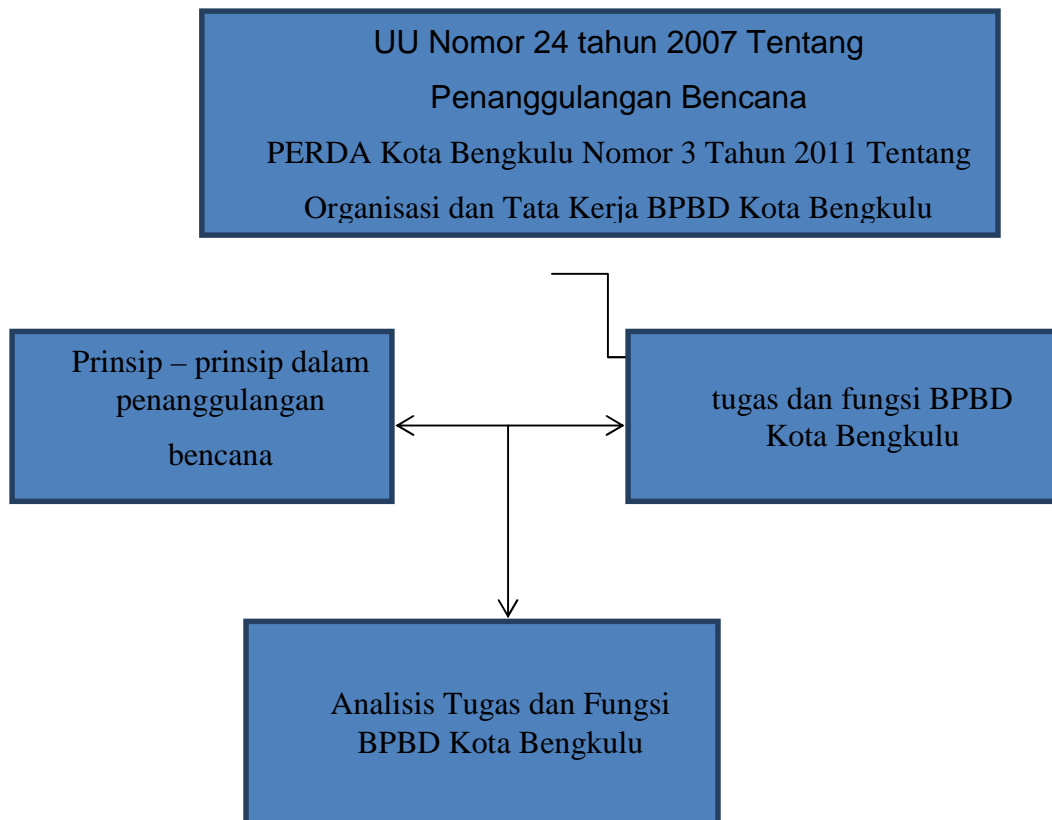 UU Nomor 24 tahun 2007 Tentang
Penanggulangan Bencana
PERDA Kota Bengkulu Nomor 3 Tahun 2011 Tentang
Organisasi dan Tata Kerja BPBD Kota Bengkulu
Prinsip – prinsip dalam
penanggulangan
bencana
tugas dan fungsi BPBD
Kota Bengkulu
Analisis Tugas dan Fungsi
BPBD Kota Bengkulu